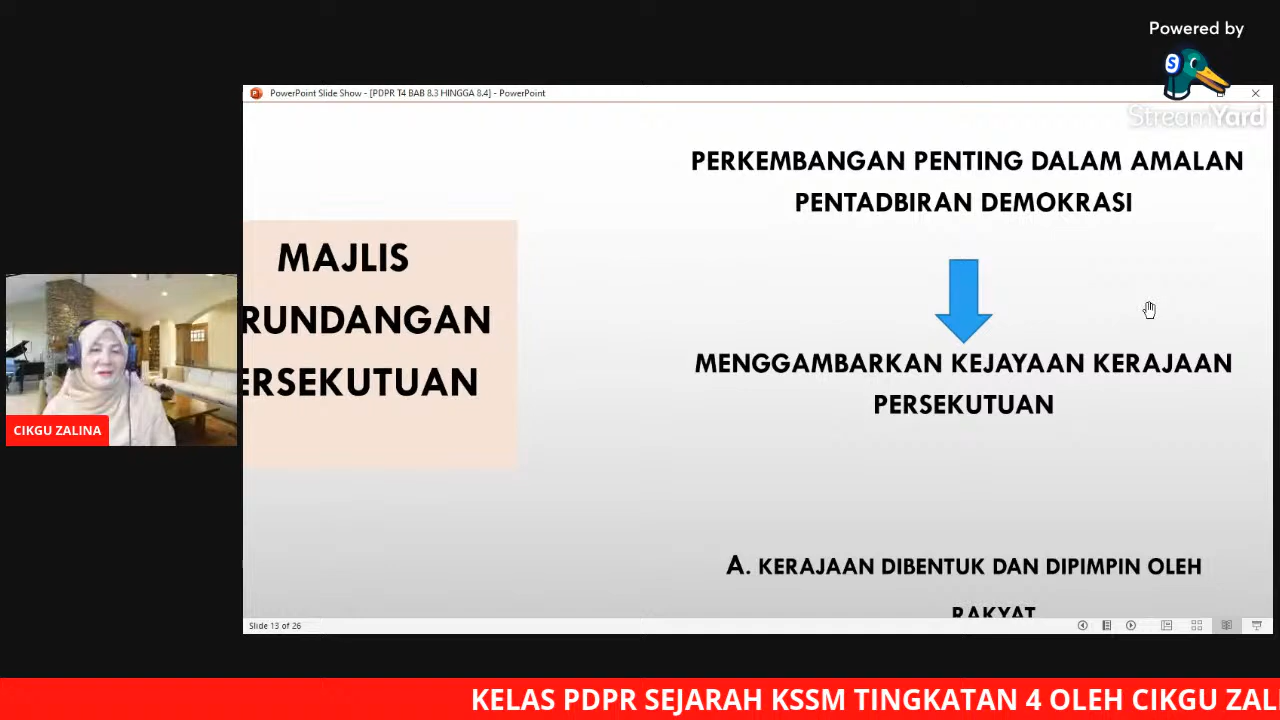 Powered by
StreamYard
PowerPoint Slide Show - [PDPR T4 BAB 8.3 HINGGA 8.4] - PowerPoint
PERKEMBANGAN PENTING DALAM AMALAN
PENTADBIRAN DEMOKRASI
MAJLIS
RUNDANGAN
ERSEKUTUAN
MENGGAMBARKAN KEJAYAAN KERAJAAN
PERSEKUTUAN
A. KERAJAAN DIBENTUK DAN DIPIMPIN OLEH
RAKYAT
CIKGU ZALINA
Slide 13 of 26
KELAS PDPR SEJARAH KSSM TINGKATAN 4 OLEH CIKGU ZAL